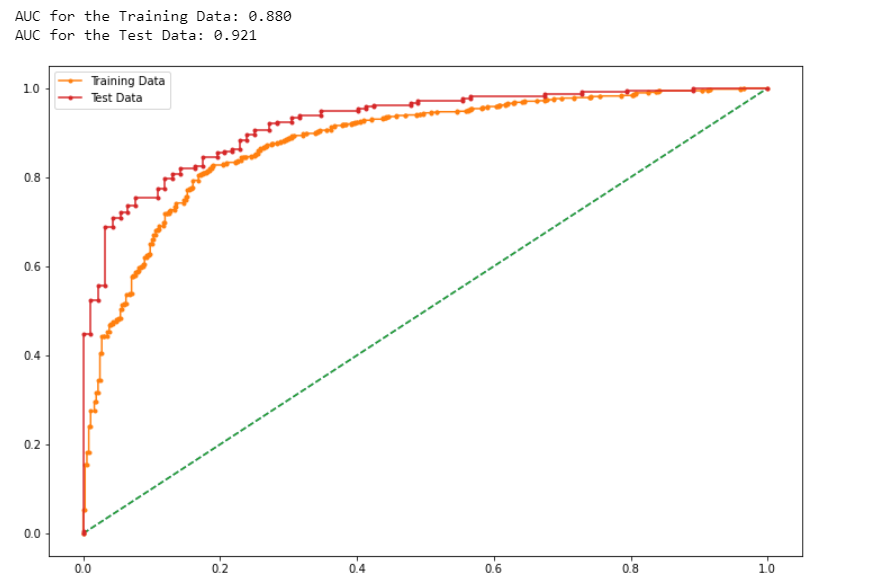 AUC for the Training Data: 0.880
AUC for the Test Data: 0.921
Training Data
Test Data
1.0
0.8
0.6
0.4
0.2
0.0
0.0 0.2 0.4 0.6 0.8 1.0